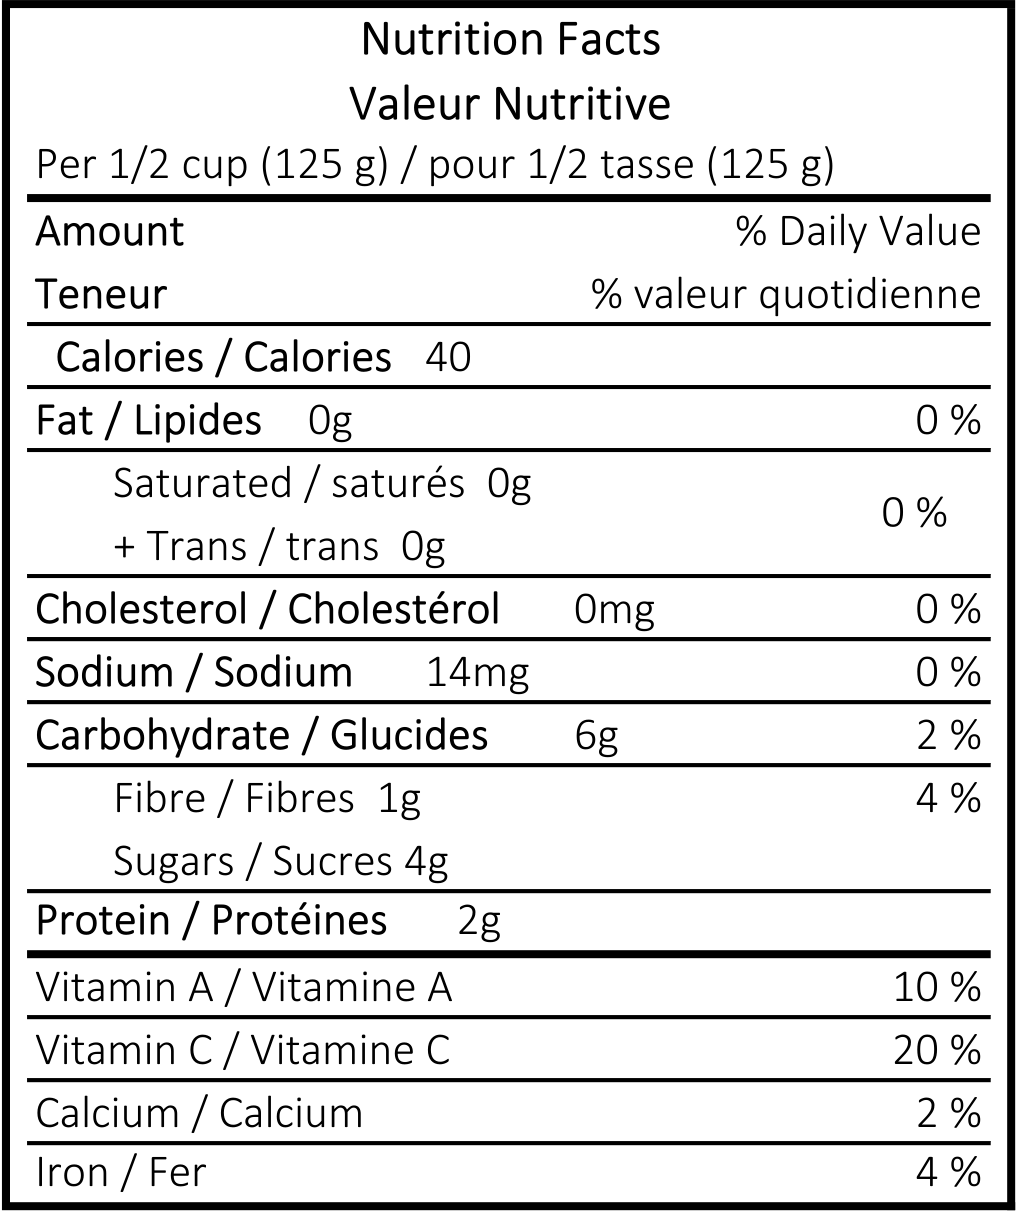 Nutrition Facts
Valeur Nutritive
Per 1/2 cup (125 g) / pour 1/2 tasse (125 g)
Amount % Daily Value
Teneur % valeur quotidienne
Calories / Calories 40
Fat / Lipides 0g 0 %
Saturated / saturés 0g
0 %
+ Trans / trans 0g
Cholesterol / Cholestérol 0mg 0 %
Sodium / Sodium 14mg 0 %
Carbohydrate / Glucides 6g 2 %
Fibre / Fibres 1g 4 %
Sugars / Sucres 4g
Protein / Protéines 2g
Vitamin A / Vitamine A 10 %
Vitamin C / Vitamine C 20 %
Calcium / Calcium 2 %
Iron / Fer 4 %